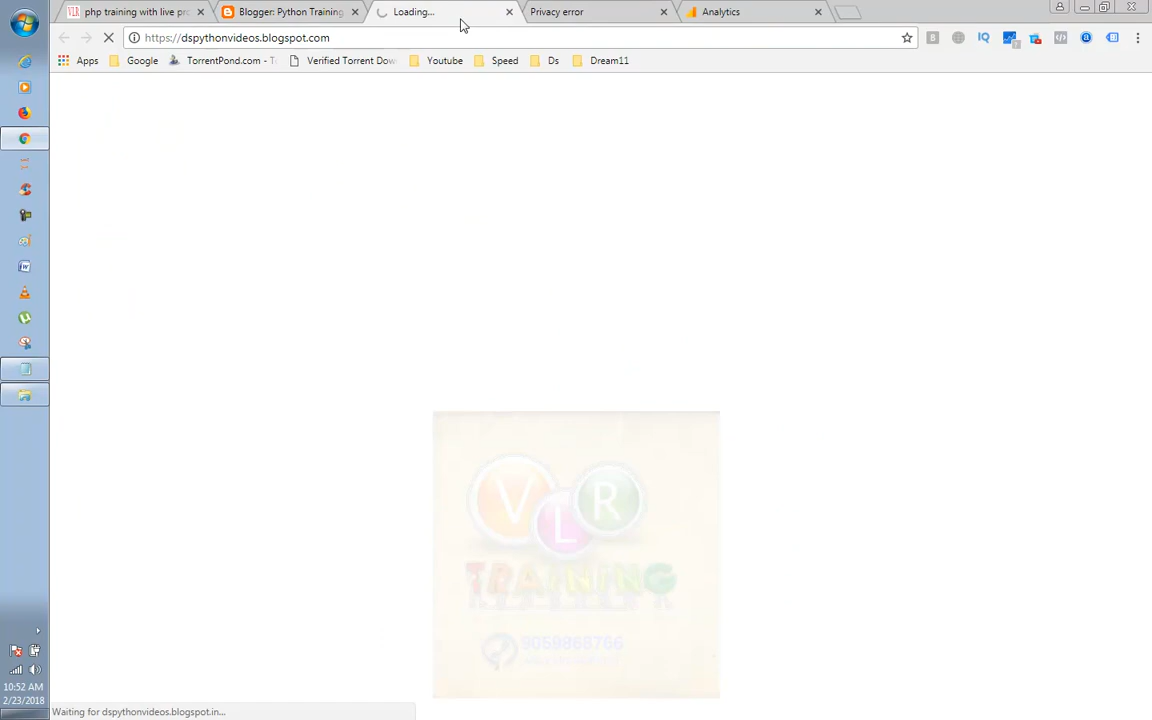 php training with live pro
Blogger: Python Training
Loading...
Privacy error
Analytics
https://dspythonvideos.blogspot.com
Apps
Google
TorrentPond.com - T
Verified Torrent Dow
Youtube
Speed
Ds
Dream11
VLR
TRAINING
10:52 AM
2/23/2018
Waiting for dspythonvideos.blogspot.in...